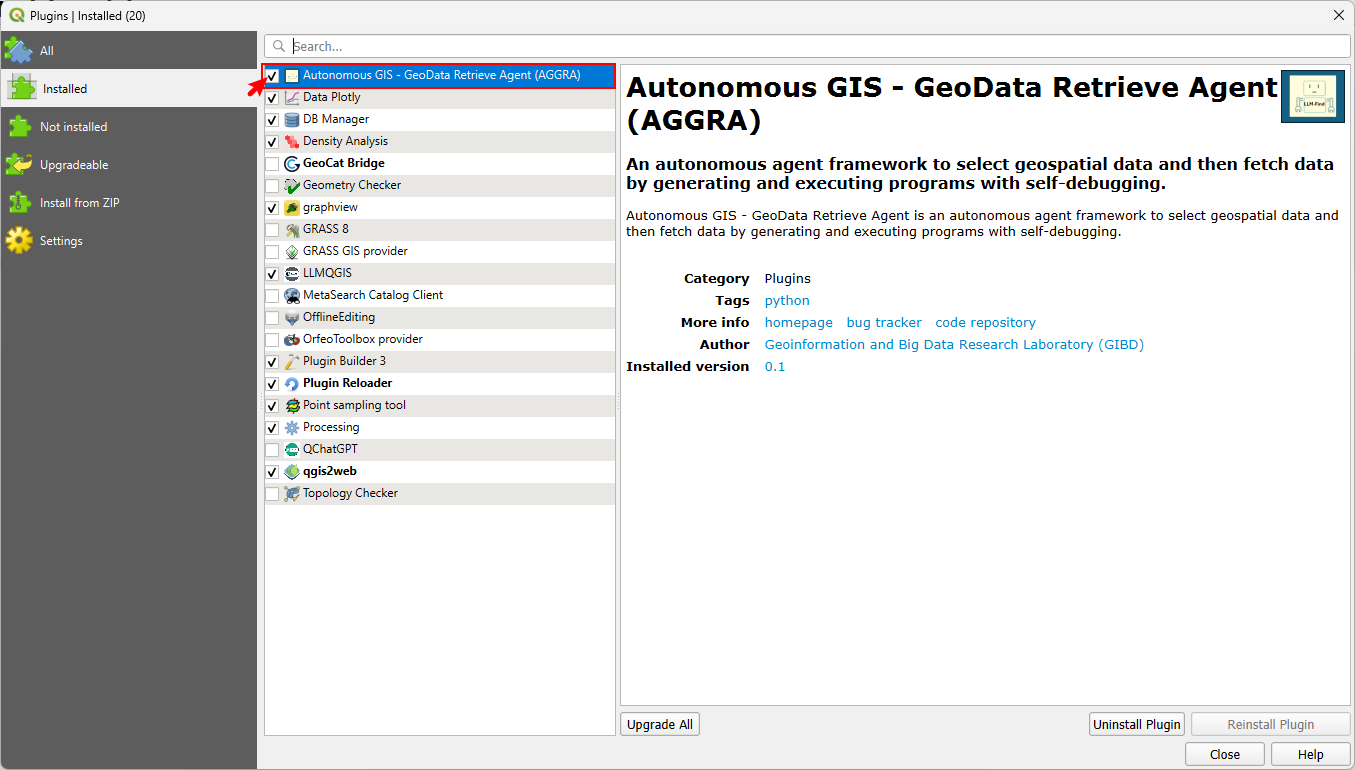 Plugins | Installed (20)
All
Installed
Not installed
Upgradeable
Install from ZIP
Settings
Search...
Autonomous GIS - GeoData Retrieve Agent (AGGRA)
Data Plotly
DB Manager
Density Analysis
GeoCat Bridge
Geometry Checker
graphview
GRASS 8
GRASS GIS provider
LLMQGIS
MetaSearch Catalog Client
OfflineEditing
OrfeoToolbox provider
Plugin Builder 3
Plugin Reloader
Point sampling tool
Processing
QChatGPT
qgis2web
Topology Checker
Autonomous GIS - GeoData Retrieve Agent
(AGGRA)
LLM-Find
An autonomous agent framework to select geospatial data and then fetch data
by generating and executing programs with self-debugging.
Autonomous GIS - GeoData Retrieve Agent is an autonomous agent framework to select geospatial data and
then fetch data by generating and executing programs with self-debugging.
Category Plugins
Tags python
More info homepage bug tracker code repository
Author Geoinformation and Big Data Research Laboratory (GIBD)
Installed version 0.1
Upgrade All
Uninstall Plugin
Reinstall Plugin
Close
Help